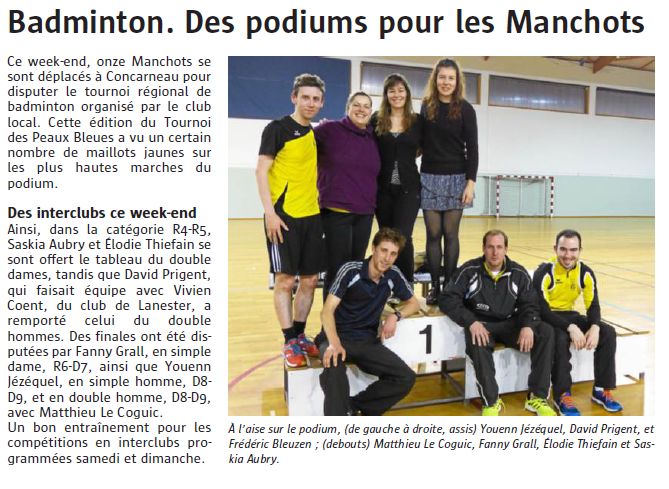 Badminton. Des podiums pour les Manchots
Ce week-end, onze Manchots se
sont déplacés à Concarneau pour
disputer le tournoi régional de
badminton organisé par le club
local. Cette édition du Tournoi
des Peaux Bleues a vu un certain
nombre de maillots jaunes sur
les plus hautes marches du
podium.
Des interclubs ce week-end
Ainsi, dans la catégorie R4-R5,
Saskia Aubry et Élodie Thiefain se
sont offert le tableau du double
dames, tandis que David Prigent,
qui faisait équipe avec Vivien
Coent, du club de Lanester, a
remporté celui du double
hommes. Des finales ont été dis-
putées par Fanny Grall, en simple
dame, R6-D7, ainsi que Youenn
Jézéquel, en simple homme, D8-
D9, et en double homme, D8-D9,
avec Matthieu Le Coguic.
Un bon entraînement pour les
compétitions en interclubs pro-
grammées samedi et dimanche.
1
À l'aise sur le podium, (de gauche à droite, assis) Youenn Jézéquel, David Prigent, et
Frédéric Bleuzen ; (debouts) Matthieu Le Coguic, Fanny Grall, Élodie Thiefain et Sas-
kia Aubry.